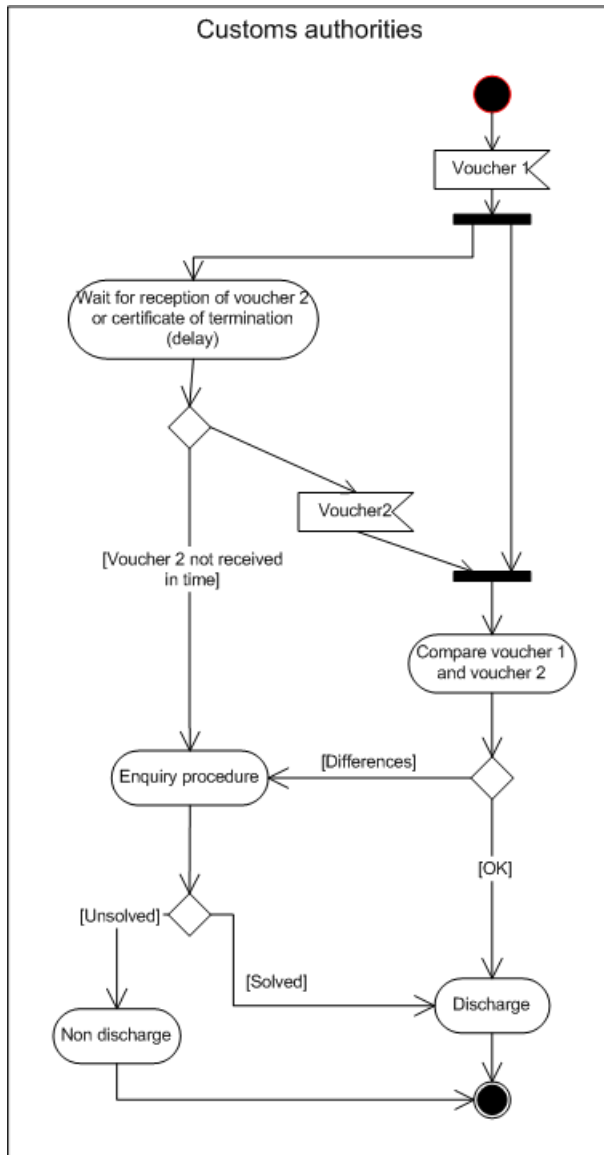 Customs authorities
Voucher 1
Wait for reception of voucher 2
or certificate of termination
(delay)
Voucher2
[Voucher 2 not received
in time]
Compare voucher 1
and voucher 2
[Differences]
Enquiry procedure
[OK]
[Unsolved]
[Solved]
Discharge
Non discharge